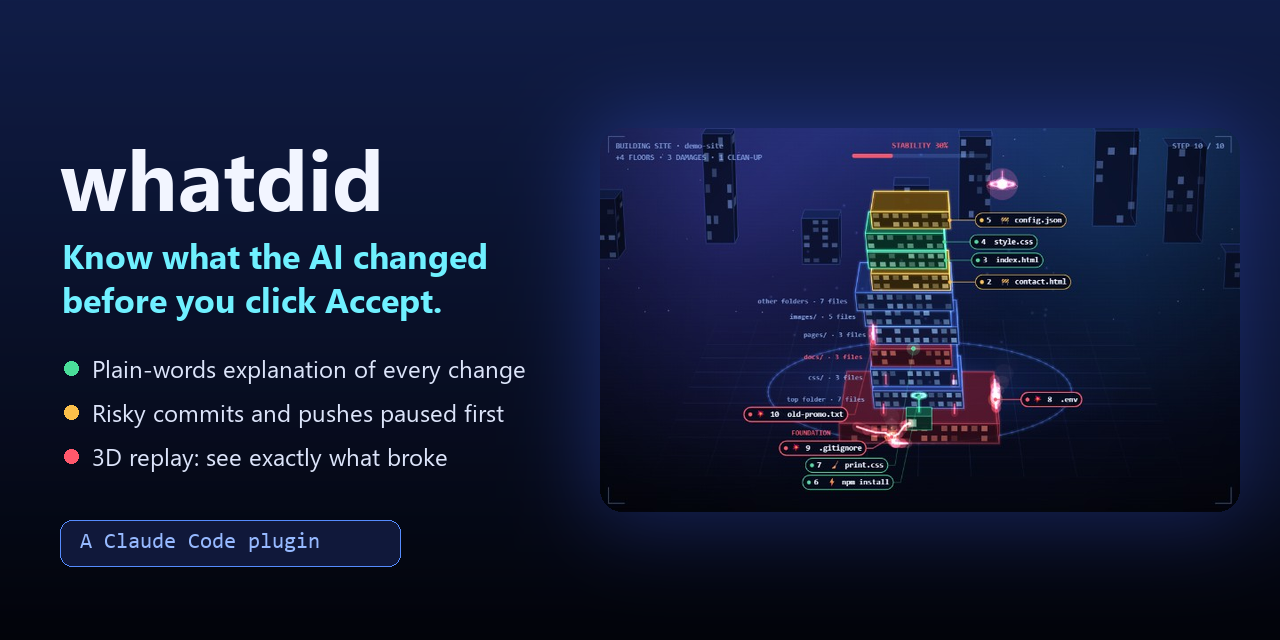 whatdid
Know what the AI changed
before you click Accept.
Plain-words explanation of every change
Risky commits and pushes paused first
3D replay: see exactly what broke
A Claude Code plugin
BUILDING SITE · demo-site
+4 FLOORS · 3 DAMAGES · 1 CLEAN-UP
STABILITY 30%
STEP 10 / 10
5 config.json
4 style.css
3 index.html
2 contact.html
other folders · 7 files
images/ · 5 files
pages/ · 3 files
docs/ · 3 files
css/ · 3 files
top folder · 7 files
8 .env
10 old-promo.txt
FOUNDATION
9 .gitignore
7 print.css
6 npm install